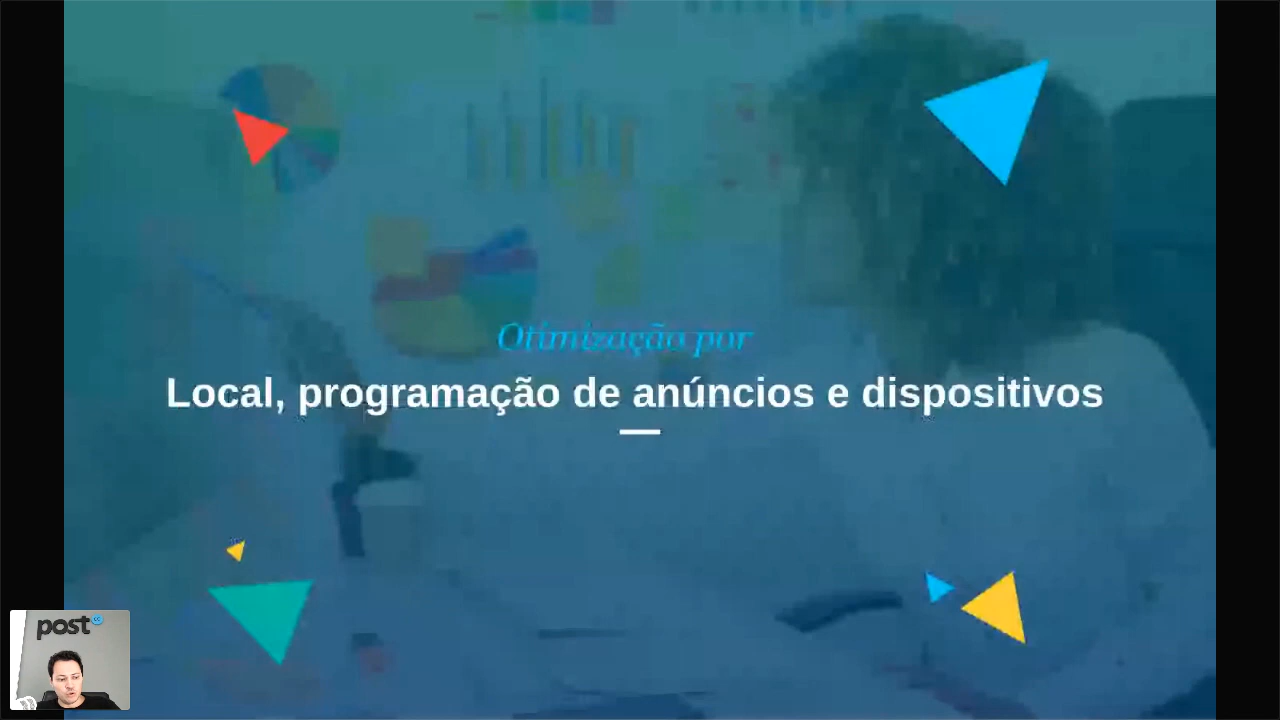 Otimização por
Local, programação de anúncios e dispositivos
post